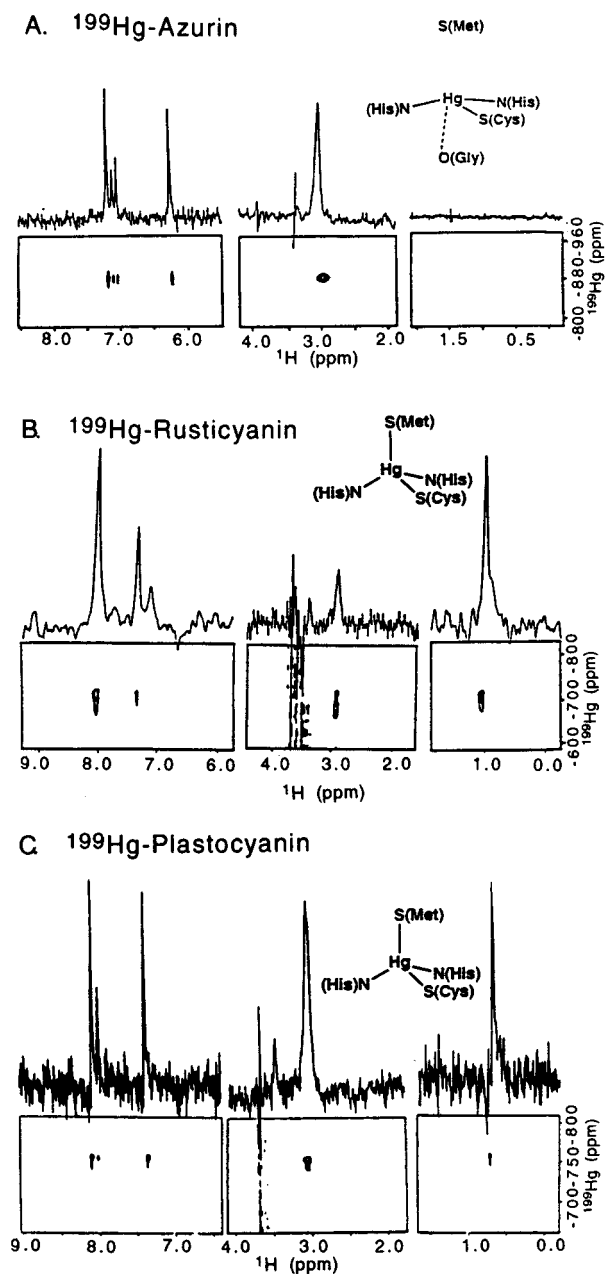 A. ¹⁹⁹Hg-Azurin
S(Met)
(His)N Hg N(His)
S(Cys)
O(Gly)
-800 -880 -960
¹⁹⁹Hg (ppm)
8.0 7.0 6.0 4.0 3.0 2.0 1.5 0.5
¹H (ppm)
B. ¹⁹⁹Hg-Rusticyanin
S(Met)
Hg N(His)
(His)N S(Cys)
-600 -700 -800
¹⁹⁹Hg (ppm)
9.0 8.0 7.0 6.0 4.0 3.0 2.0 1.0 0.0
¹H (ppm)
C. ¹⁹⁹Hg-Plastocyanin
S(Met)
Hg N(His)
(His)N S(Cys)
-700 -750 -800
¹⁹⁹Hg (ppm)
9.0 8.0 7.0 4.0 3.0 2.0 1.0 0.0
¹H (ppm)